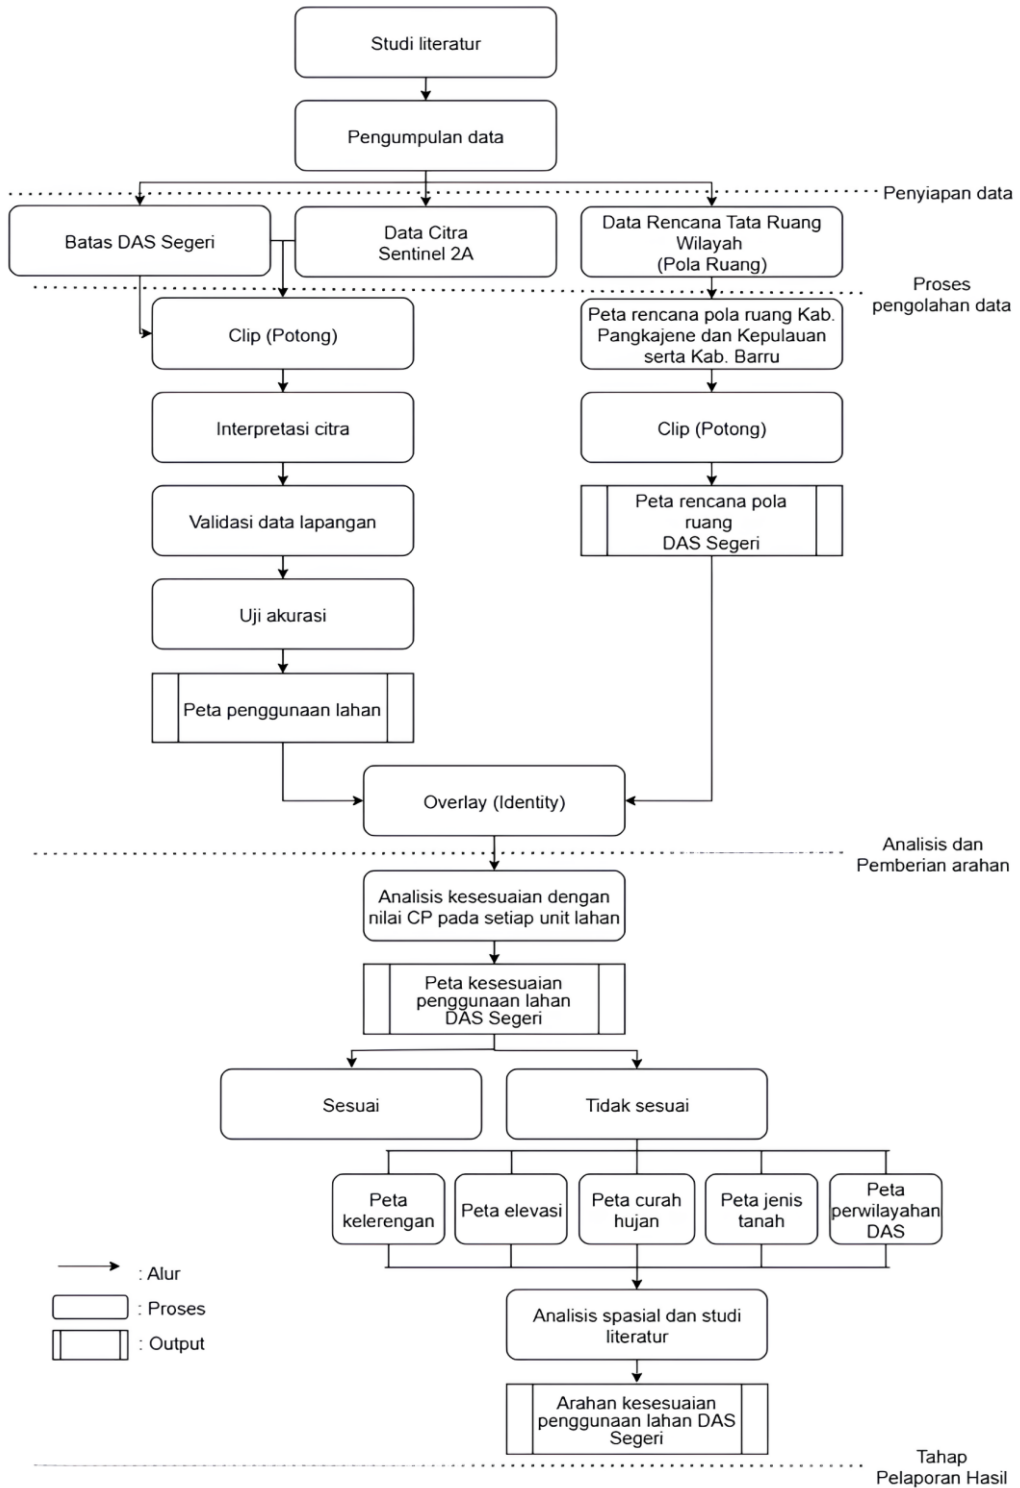 Studi literatur
Pengumpulan data
Penyiapan data
Batas DAS Segeri
Data Citra
Sentinel 2A
Data Rencana Tata Ruang
Wilayah
(Pola Ruang)
Proses
pengolahan data
Clip (Potong)
Peta rencana pola ruang Kab.
Pangkajene dan Kepulauan
serta Kab. Barru
Interpretasi citra
Clip (Potong)
Validasi data lapangan
Peta rencana pola
ruang
DAS Segeri
Uji akurasi
Peta penggunaan lahan
Overlay (Identity)
Analisis dan
Pemberian arahan
Analisis kesesuaian dengan
nilai CP pada setiap unit lahan
Peta kesesuaian
penggunaan lahan
DAS Segeri
Sesuai
Tidak sesuai
Peta
kelerengan
Peta elevasi
Peta curah
hujan
Peta jenis
tanah
Peta
perwilayahan
DAS
: Alur
: Proses
: Output
Analisis spasial dan studi
literatur
Arahan kesesuaian
penggunaan lahan DAS
Segeri
Tahap
Pelaporan Hasil